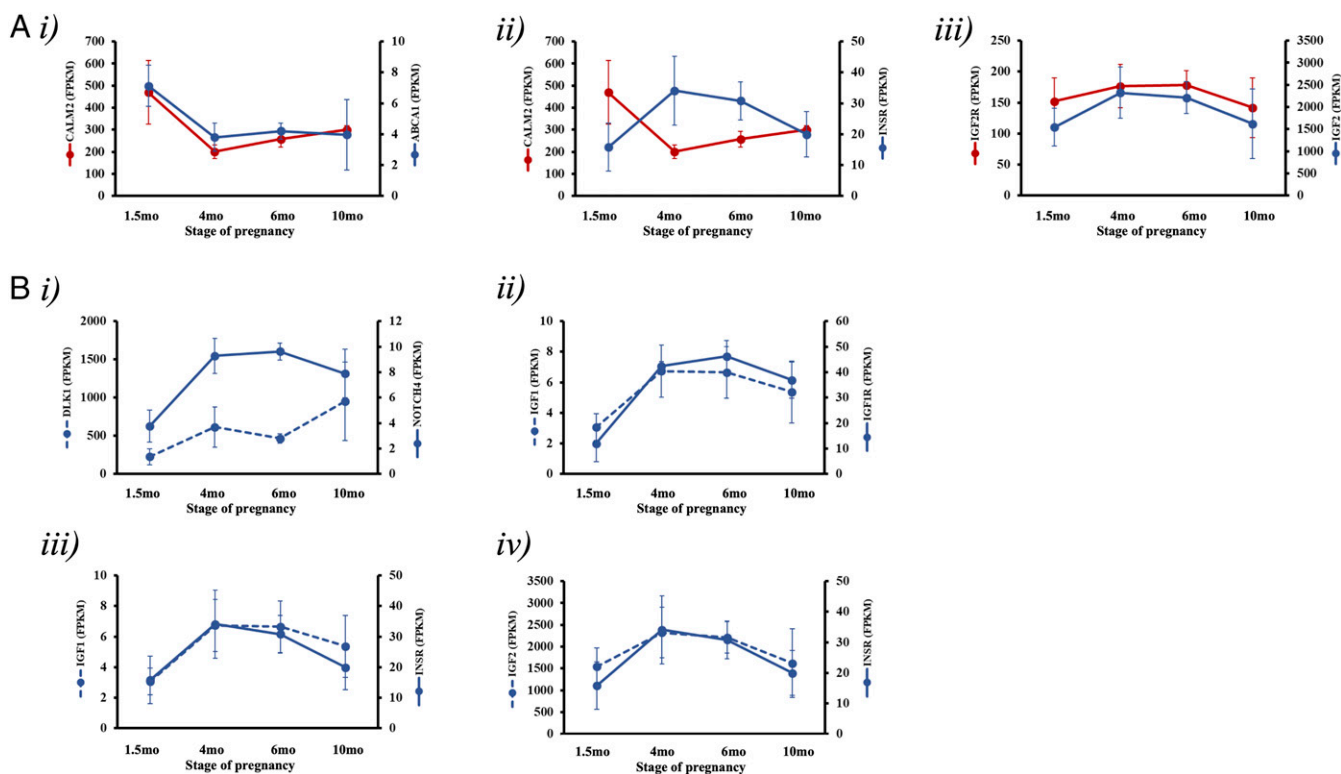 A i)
ii)
iii)
CALM2 (FPKM)
700
600
500
400
300
200
100
0
10
8
6
4
2
0
ABCA1 (FPKM)
1.5mo 4mo 6mo 10mo
Stage of pregnancy
CALM2 (FPKM)
700
600
500
400
300
200
100
0
50
40
30
20
10
0
INSR (FPKM)
1.5mo 4mo 6mo 10mo
Stage of pregnancy
IGF2R (FPKM)
250
200
150
100
50
0
3500
3000
2500
2000
1500
1000
500
0
IGF2 (FPKM)
1.5mo 4mo 6mo 10mo
Stage of pregnancy
B i)
ii)
DLK1 (FPKM)
2000
1500
1000
500
0
12
10
8
6
4
2
0
NOTCH4 (FPKM)
1.5mo 4mo 6mo 10mo
Stage of pregnancy
IGF1 (FPKM)
10
8
6
4
2
0
60
50
40
30
20
10
0
IGF1R (FPKM)
1.5mo 4mo 6mo 10mo
Stage of pregnancy
iii)
iv)
IGF1 (FPKM)
10
8
6
4
2
0
50
40
30
20
10
0
INSR (FPKM)
1.5mo 4mo 6mo 10mo
Stage of pregnancy
IGF2 (FPKM)
3500
3000
2500
2000
1500
1000
500
0
50
40
30
20
10
0
INSR (FPKM)
1.5mo 4mo 6mo 10mo
Stage of pregnancy